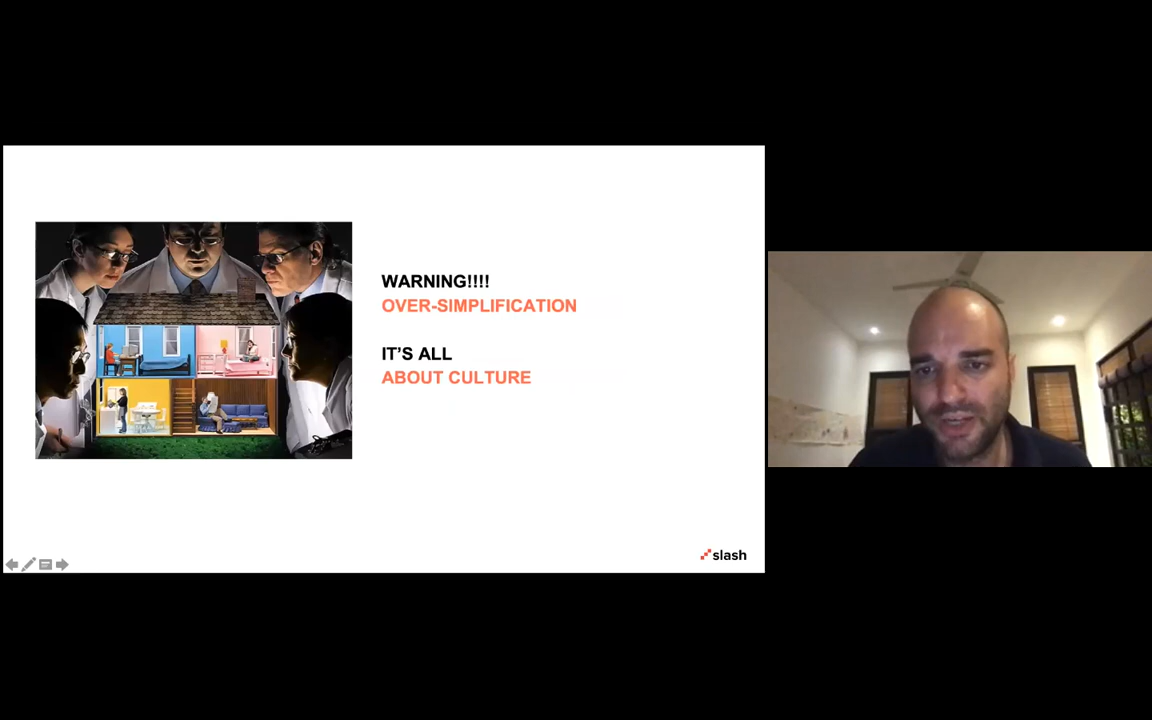 WARNING!!!!
OVER-SIMPLIFICATION
IT'S ALL
ABOUT CULTURE
slash